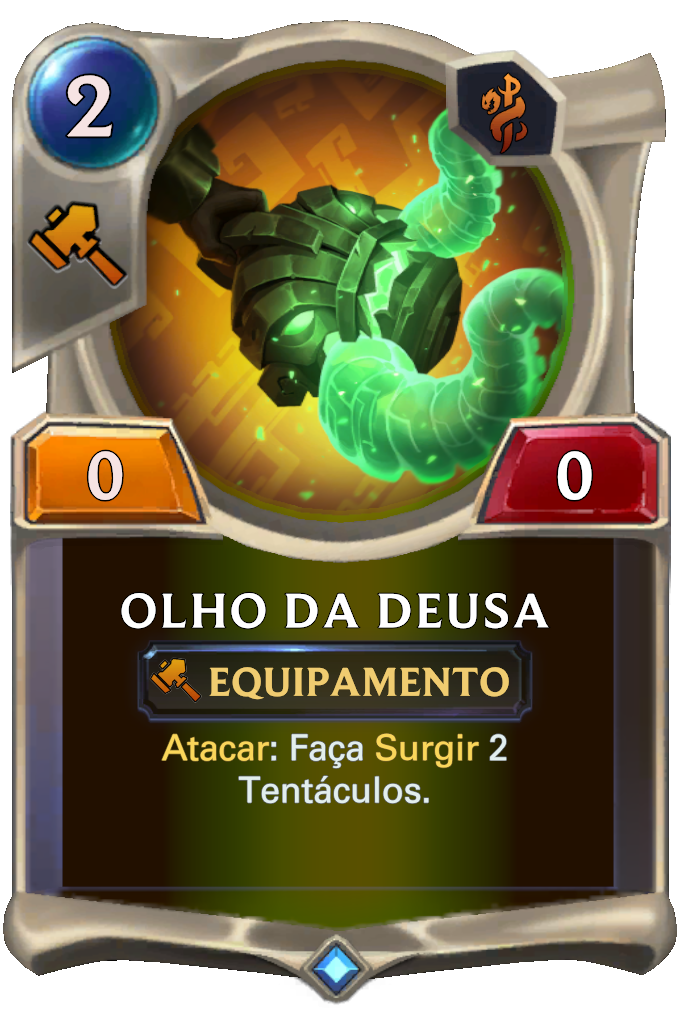 2
0
0
OLHO DA DEUSA
EQUIPAMENTO
Atacar: Faça Surgir 2
Tentáculos.